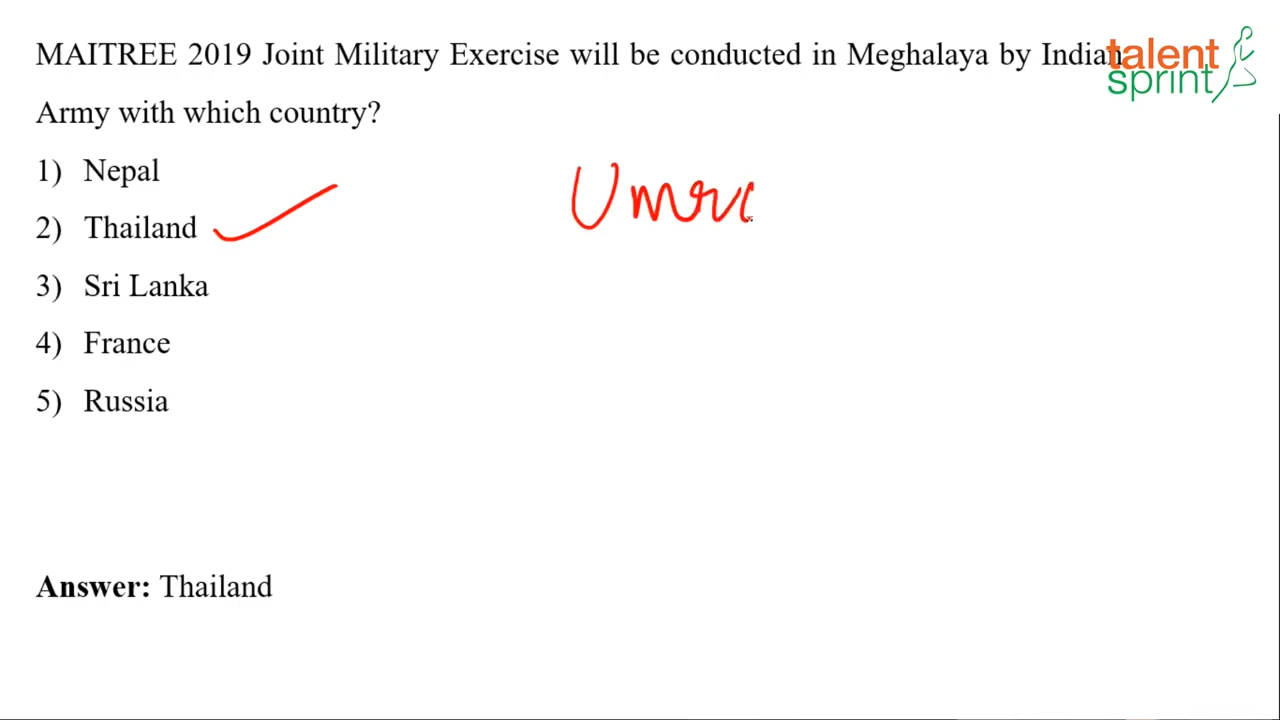 MAITREE 2019 Joint Military Exercise will be conducted in Meghalaya by Indian
talent
sprint
Army with which country?
1) Nepal
2) Thailand
3) Sri Lanka
4) France
5) Russia
Answer: Thailand